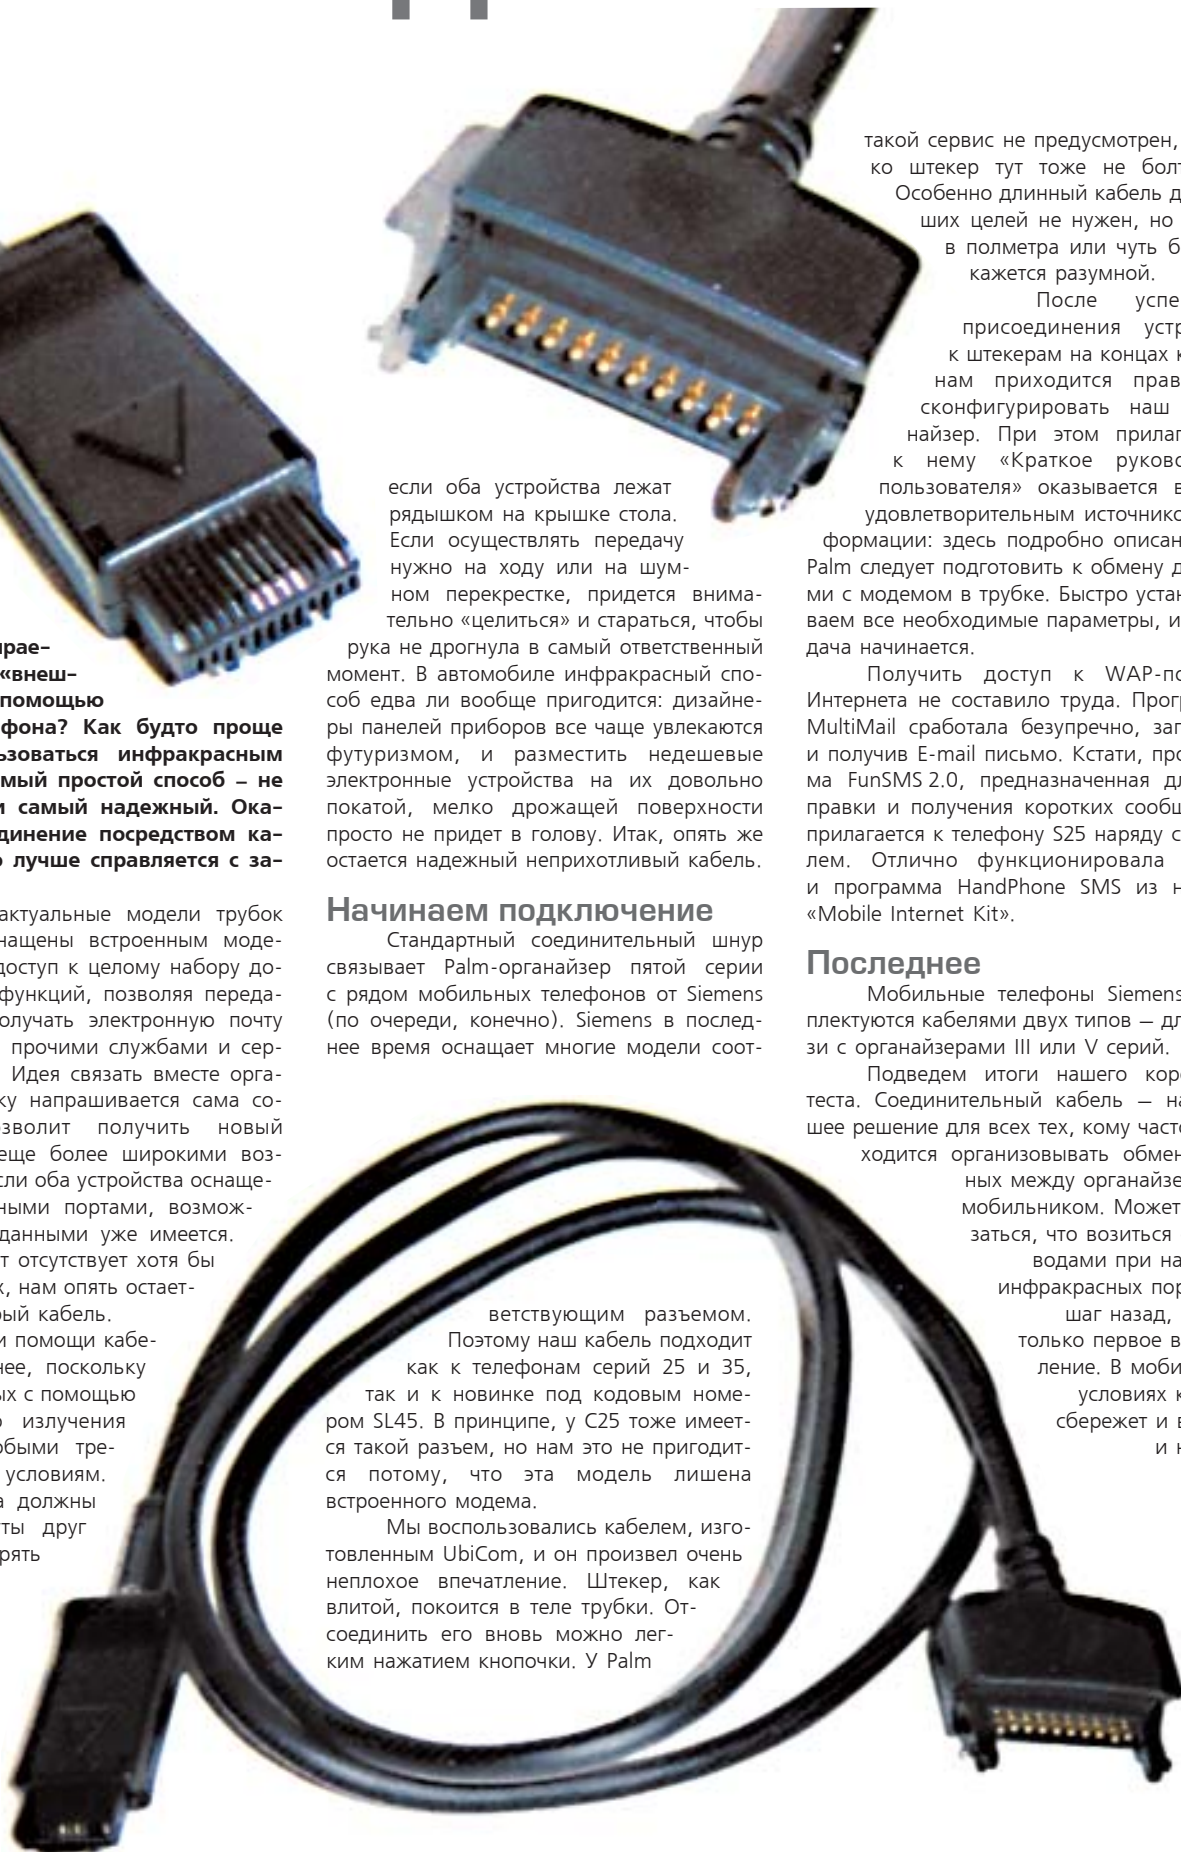 «внеш-
помощью
фона? Как будто проще
инфракрасным
простой способ – не
самый надежный. Ока-
посредством ка-
лучше справляется с за-
актуальные модели трубок
встроенным моде-
доступ к целому набору до-
функций, позволяя переда-
электронную почту
прочими службами и сер-
Идея связать вместе орга-
напрашивается сама со-
получить новый
еще более широкими воз-
оба устройства оснаще-
портами, возмож-
данными уже имеется.
отсутствует хотя бы
нам опять остает-
кабель.
помощи кабе-
поскольку
с помощью
излучения
тре-
условиям.
должны
друг
если оба устройства лежат
рядышком на крышке стола.
Если осуществлять передачу
нужно на ходу или на шум-
ном перекрестке, придется внима-
тельно «целиться» и стараться, чтобы
рука не дрогнула в самый ответственный
момент. В автомобиле инфракрасный спо-
соб едва ли вообще пригодится: дизайне-
ры панелей приборов все чаще увлекаются
футуризмом, и разместить недешевые
электронные устройства на их довольно
покатой, мелко дрожащей поверхности
просто не придет в голову. Итак, опять же
остается надежный неприхотливый кабель.
Начинаем подключение
Стандартный соединительный шнур
связывает Palm-органайзер пятой серии
с рядом мобильных телефонов от Siemens
(по очереди, конечно). Siemens в послед-
нее время оснащает многие модели соот-
ветствующим разъемом.
Поэтому наш кабель подходит
как к телефонам серий 25 и 35,
так и к новинке под кодовым номе-
ром SL45. В принципе, у C25 тоже имеет-
ся такой разъем, но нам это не пригодит-
ся потому, что эта модель лишена
встроенного модема.
Мы воспользовались кабелем, изго-
товленным UbiCom, и он произвел очень
неплохое впечатление. Штекер, как
влитой, покоится в теле трубки. От-
соединить его вновь можно лег-
ким нажатием кнопочки. У Palm
такой сервис не предусмотрен,
ко штекер тут тоже не болт
Особенно длинный кабель д
ших целей не нужен, но
в полметра или чуть б
кажется разумной.
После успе
присоединения устр
к штекерам на концах к
нам приходится прав
сконфигурировать наш
найзер. При этом прилаг
к нему «Краткое руково
пользователя» оказывается в
удовлетворительным источнико
формации: здесь подробно описан
Palm следует подготовить к обмену д
ми с модемом в трубке. Быстро устан
ваем все необходимые параметры, и
дача начинается.
Получить доступ к WAP-по
Интернета не составило труда. Прог
MultiMail сработала безупречно, заг
и получив E-mail письмо. Кстати, про
ма FunSMS 2.0, предназначенная дл
правки и получения коротких сообщ
прилагается к телефону S25 наряду с
лем. Отлично функционировала
и программа HandPhone SMS из н
«Mobile Internet Kit».
Последнее
Мобильные телефоны Siemens
плектуются кабелями двух типов – дл
зи с органайзерами III или V серий.
Подведем итоги нашего коро
теста. Соединительный кабель – на
шее решение для всех тех, кому часто
ходится организовывать обмен
ных между органайзе
мобильником. Может
заться, что возиться
водами при на
инфракрасных пор
шаг назад,
только первое в
ление. В моби
условиях к
сбережет и в
и н